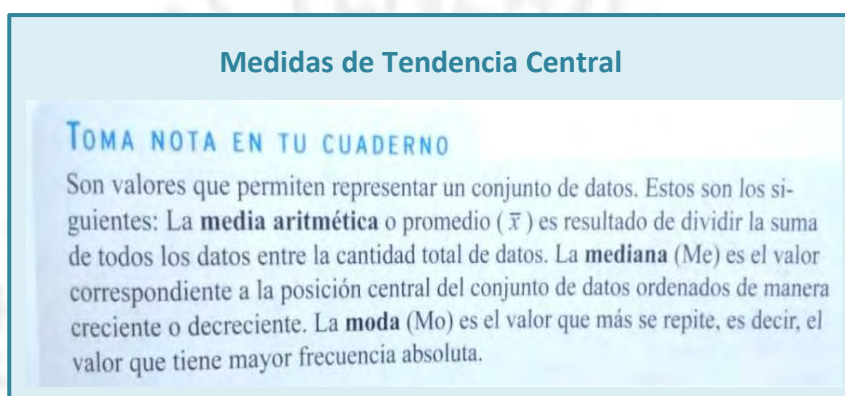 Medidas de Tendencia Central
TOMA NOTA EN TU CUADERNO
Son valores que permiten representar un conjunto de datos. Estos son los si-
guientes: La media aritmética o promedio ( x̅ ) es resultado de dividir la suma
de todos los datos entre la cantidad total de datos. La mediana (Me) es el valor
correspondiente a la posición central del conjunto de datos ordenados de manera
creciente o decreciente. La moda (Mo) es el valor que más se repite, es decir, el
valor que tiene mayor frecuencia absoluta.